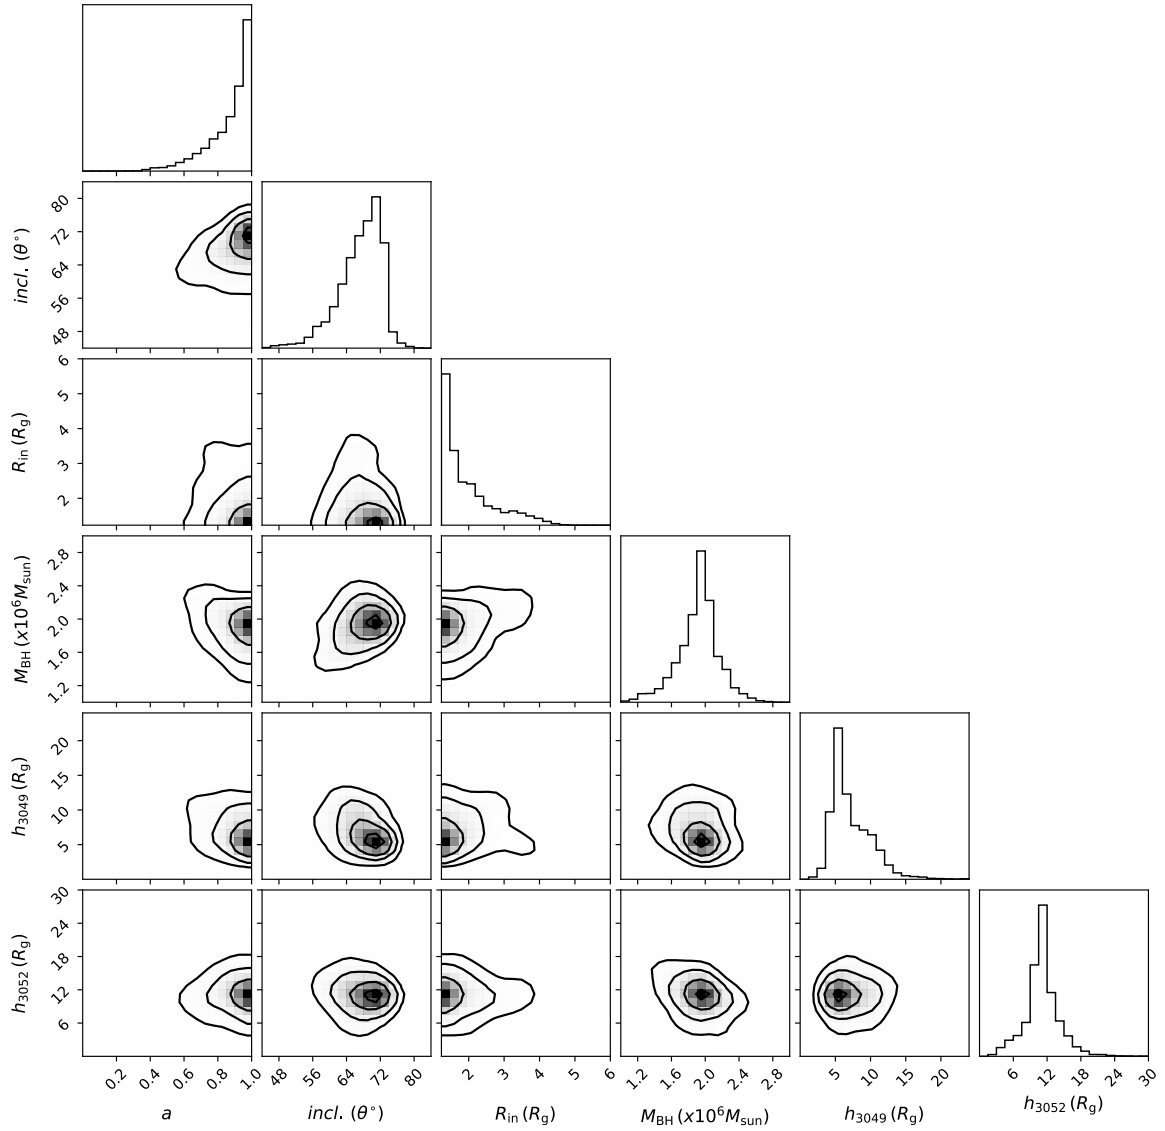 80
72
64
56
48
incl. (θ°)
6
5
4
3
2
R_in (R_g)
2.8
2.4
2.0
1.6
1.2
M_BH (x10^6 M_sun)
20
15
10
5
h_3049 (R_g)
30
24
18
12
6
h_3052 (R_g)
0.2 0.4 0.6 0.8 1.0
48 56 64 72 80
2 3 4 5 6
1.2 1.6 2.0 2.4 2.8
5 10 15 20
6 12 18 24 30
a
incl. (θ°)
R_in (R_g)
M_BH (x10^6 M_sun)
h_3049 (R_g)
h_3052 (R_g)